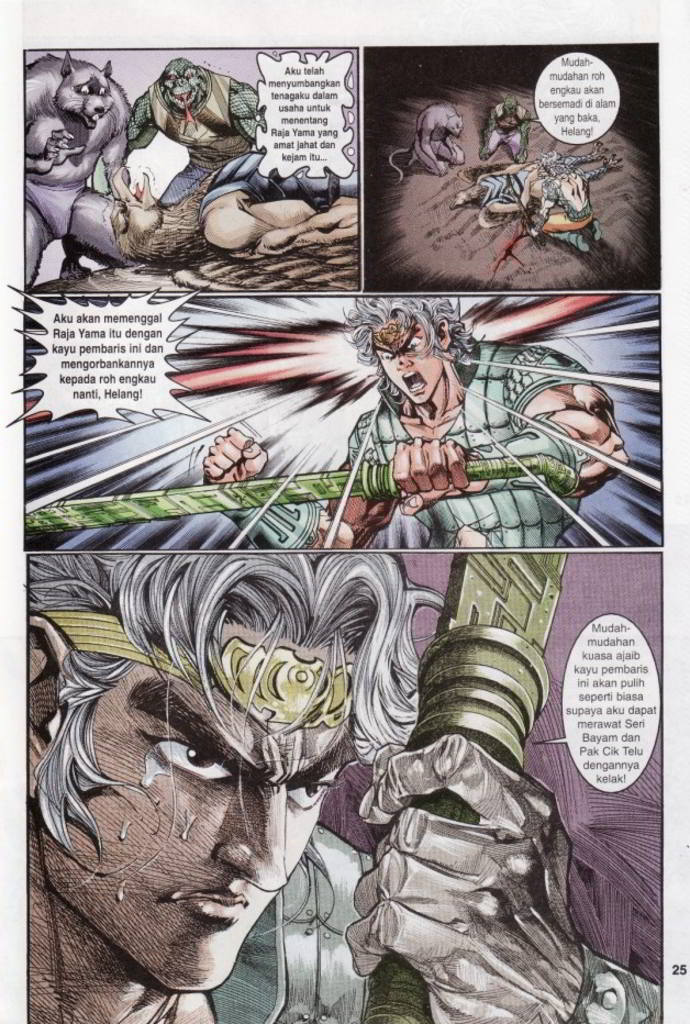 Aku telah
menyumbangkan
tenagaku dalam
usaha untuk
menentang
Raja Yama yang
amat jahat dan
kejam itu...
Mudah-
mudahan roh
engkau akan
bersemadi di alam
yang baka,
Helang!
Aku akan memenggal
Raja Yama itu dengan
kayu pembaris ini dan
mengorbankannya
kepada roh engkau
nanti, Helang!
Mudah-
mudahan
kuasa ajaib
kayu pembaris
ini akan pulih
seperti biasa
supaya aku dapat
merawat Seri
Bayam dan
Pak Cik Telu
dengannya
kelak!
25